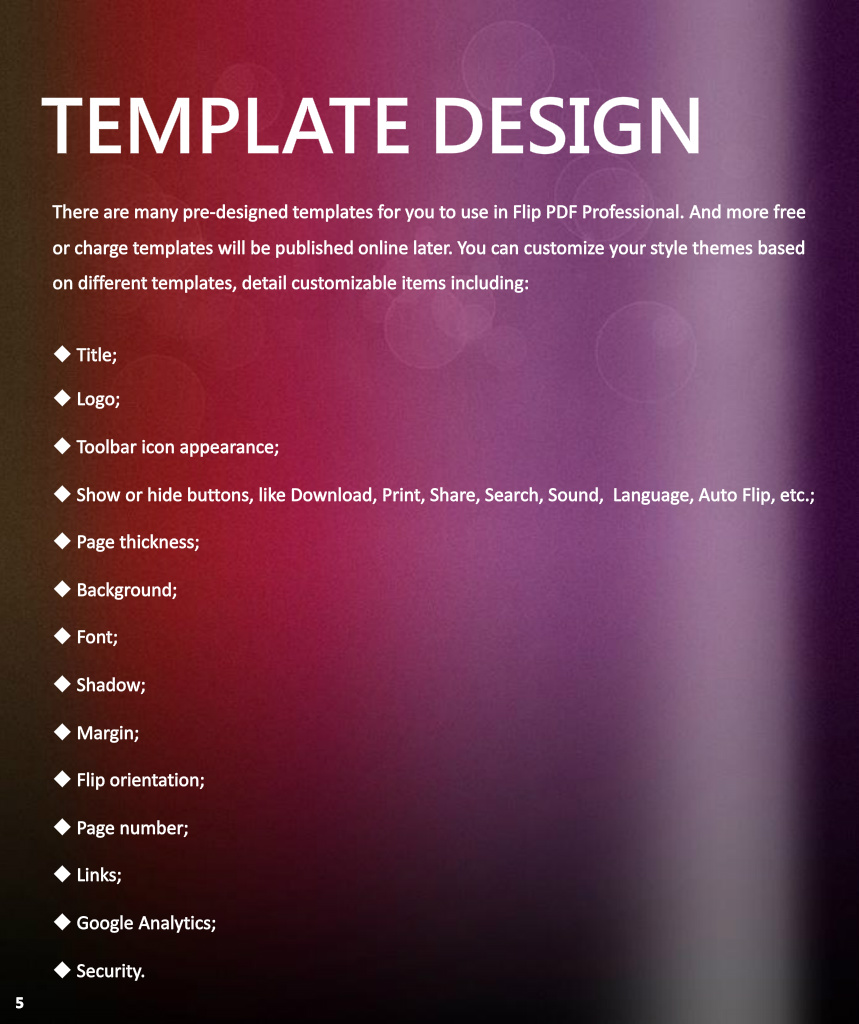 TEMPLATE DESIGN
There are many pre-designed templates for you to use in Flip PDF Professional. And more free
or charge templates will be published online later. You can customize your style themes based
on different templates, detail customizable items including:
◆ Title;
◆ Logo;
◆ Toolbar icon appearance;
◆ Show or hide buttons, like Download, Print, Share, Search, Sound,  Language, Auto Flip, etc.;
◆ Page thickness;
◆ Background;
◆ Font;
◆ Shadow;
◆ Margin;
◆ Flip orientation;
◆ Page number;
◆ Links;
◆ Google Analytics;
◆ Security.
5